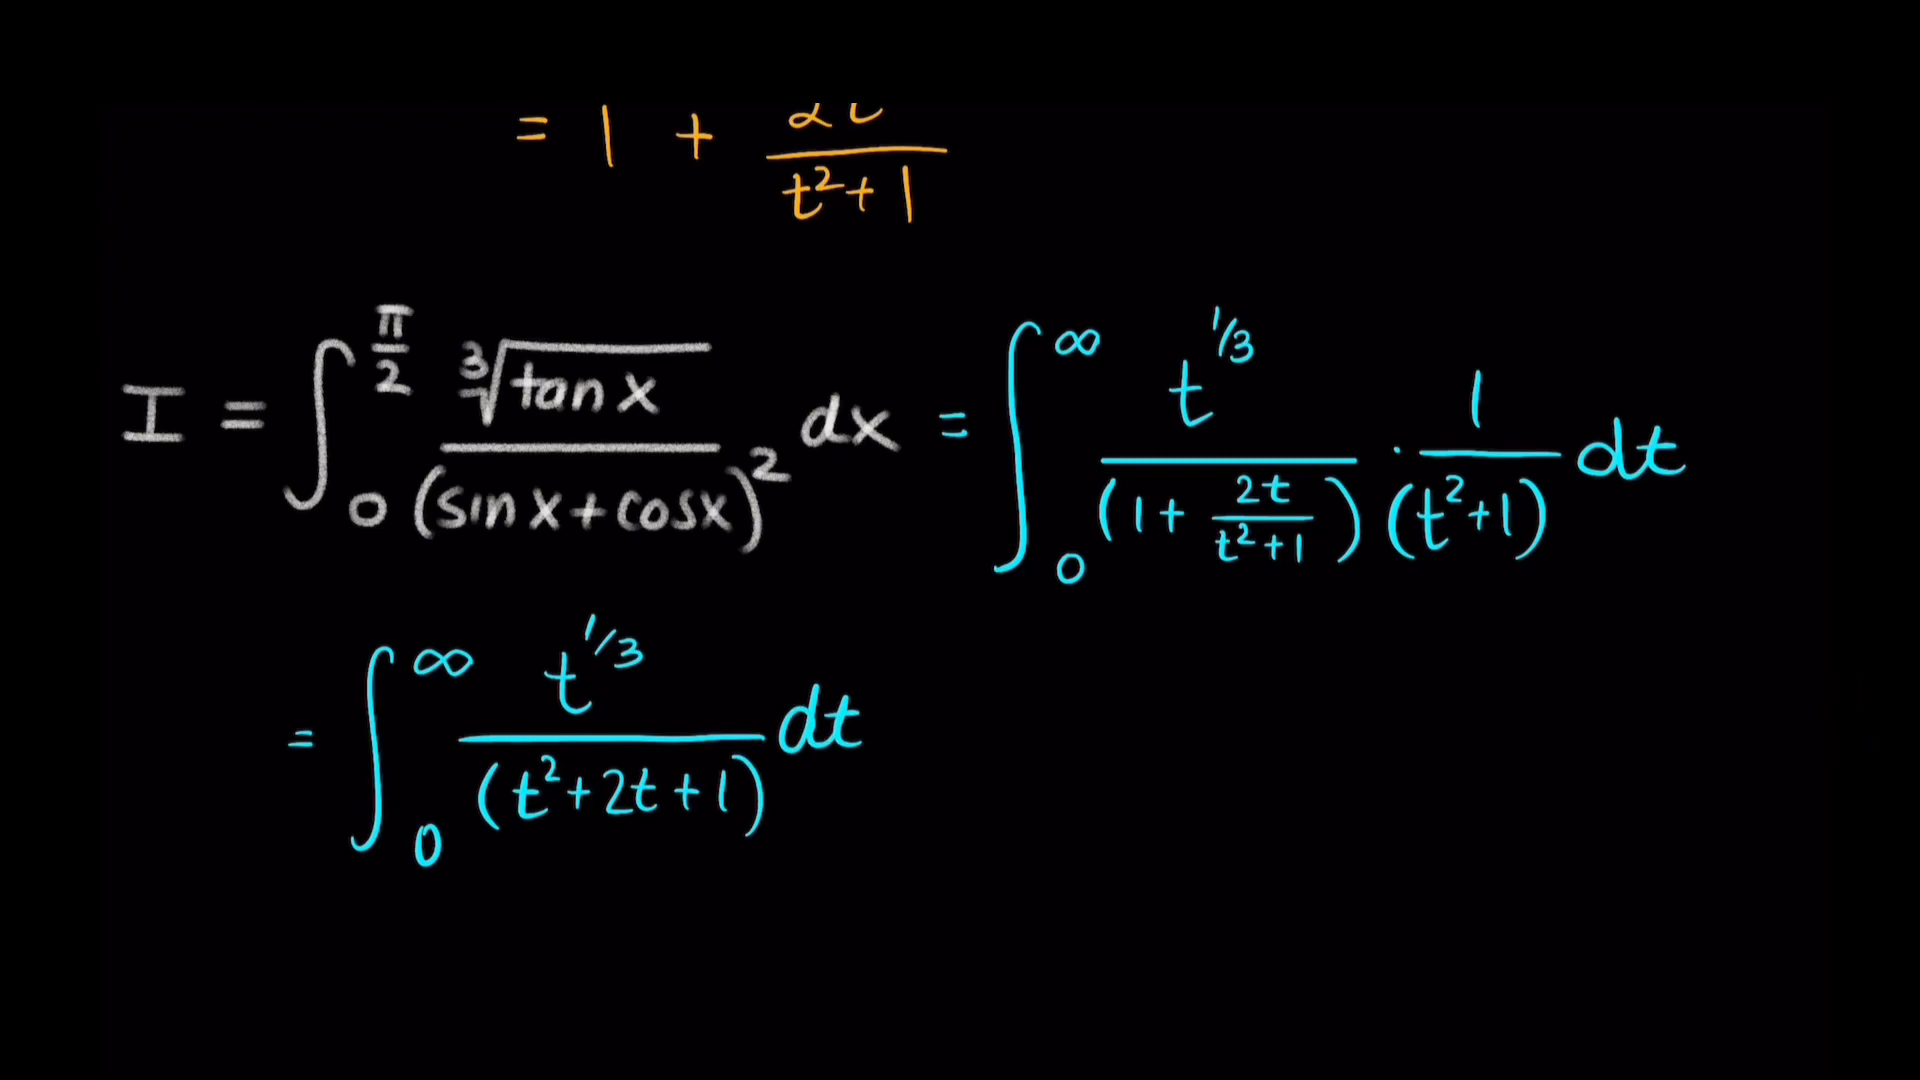 = 1 + 2t/(t²+1)
I = ∫₀^(π/2) ∛(tan x)/(sin x + cos x)² dx = ∫₀^∞ t^(1/3)/(1 + 2t/(t²+1)) · 1/(t²+1) dt
= ∫₀^∞ t^(1/3)/(t²+2t+1) dt